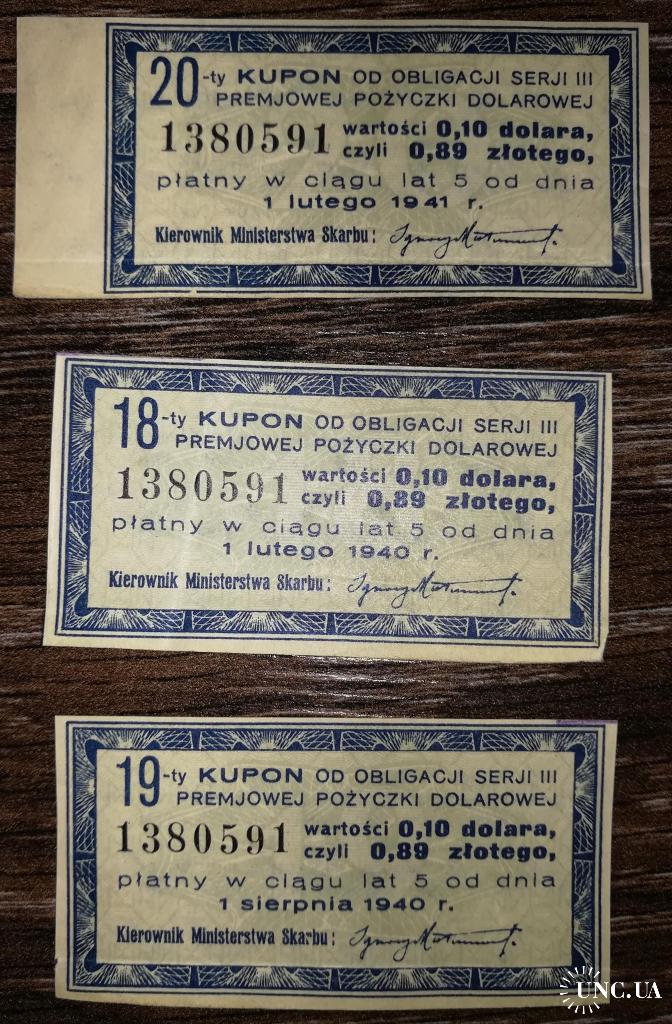 20-ty KUPON OD OBLIGACJI SERJI III
PREMJOWEJ POŻYCZKI DOLAROWEJ
1380591 wartości 0,10 dolara,
czyli 0,89 złotego,
płatny w ciągu lat 5 od dnia
1 lutego 1941 r.
Kierownik Ministerstwa Skarbu:
18-ty KUPON OD OBLIGACJI SERJI III
PREMJOWEJ POŻYCZKI DOLAROWEJ
1380591 wartości 0,10 dolara,
czyli 0,89 złotego,
płatny w ciągu lat 5 od dnia
1 lutego 1940 r.
Kierownik Ministerstwa Skarbu:
19-ty KUPON OD OBLIGACJI SERJI III
PREMJOWEJ POŻYCZKI DOLAROWEJ
1380591 wartości 0,10 dolara,
czyli 0,89 złotego,
płatny w ciągu lat 5 od dnia
1 sierpnia 1940 r.
Kierownik Ministerstwa Skarbu:
UNC.UA